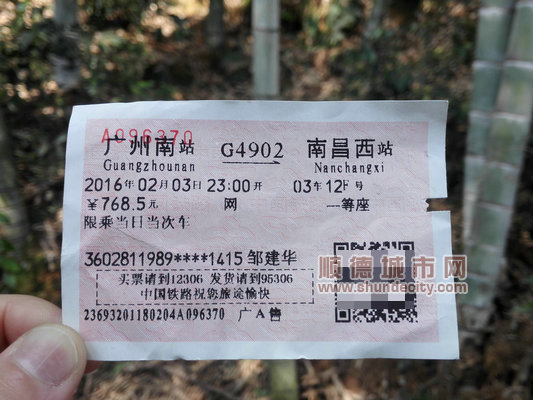 A096370
广州南站 G4902 南昌西站
Guangzhounan Nanchangxi
2016年02月03日23:00开 03车12F号
￥768.5元 网 一等座
限乘当日当次车
3602811989****1415 邹建华
买票请到12306 发货请到95306
中国铁路祝您旅途愉快
顺德城市网
www.shundecity.com
23693201180204A096370 广A售